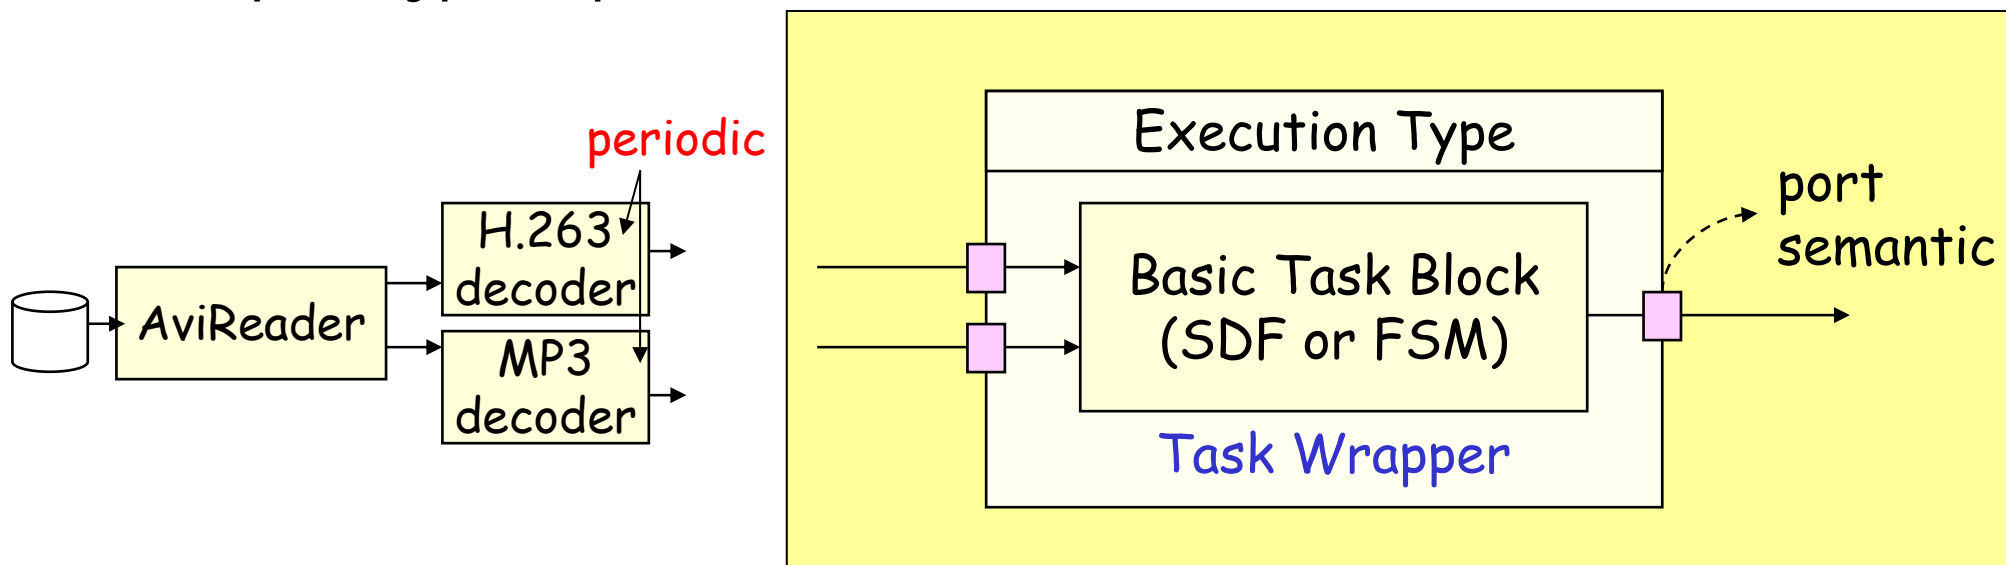 periodic
H.263
decoder
AviReader
MP3
decoder
Execution Type
port
semantic
Basic Task Block
(SDF or FSM)
Task Wrapper